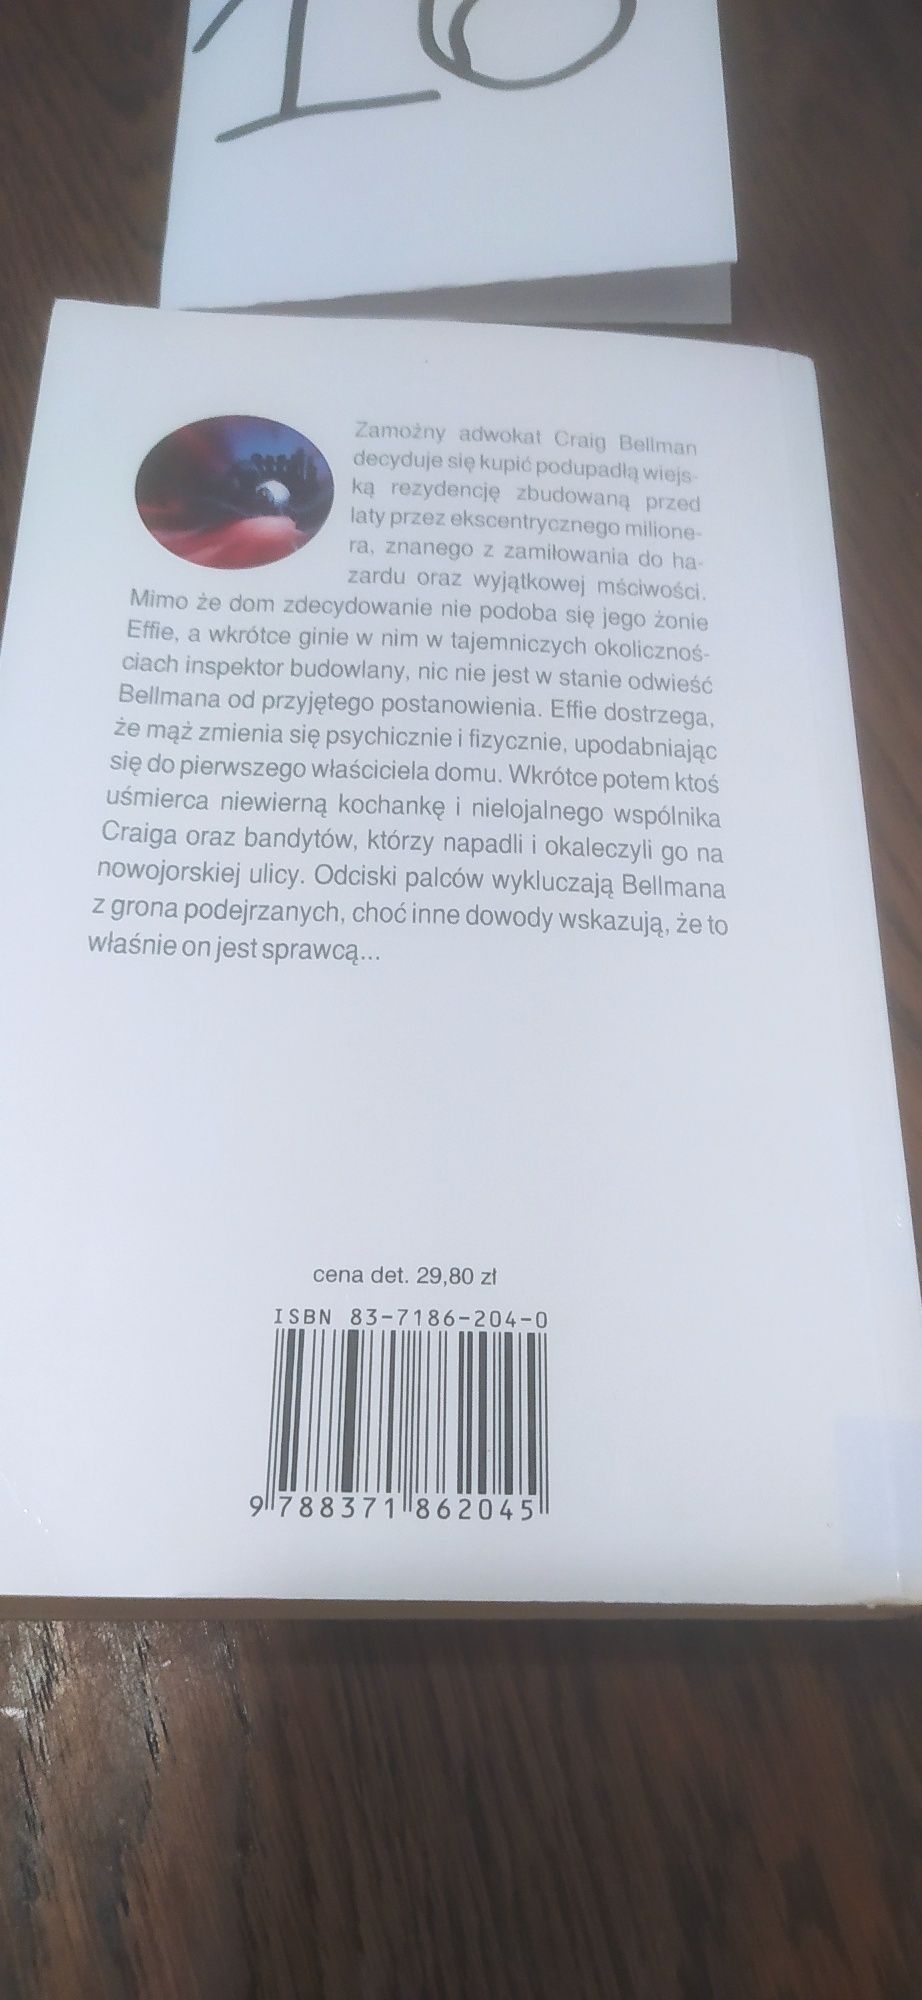 10
Zamożny adwokat Craig Bellman
decyduje się kupić podupadłą wiejs-
ką rezydencję zbudowaną przed
laty przez ekscentrycznego milione-
ra, znanego z zamiłowania do ha-
zardu oraz wyjątkowej mściwości.
Mimo że dom zdecydowanie nie podoba się jego żonie
Effie, a wkrótce ginie w nim w tajemniczych okolicznoś-
ciach inspektor budowlany, nic nie jest w stanie odwieść
Bellmana od przyjętego postanowienia. Effie dostrzega,
że mąż zmienia się psychicznie i fizycznie, upodabniając
się do pierwszego właściciela domu. Wkrótce potem ktoś
uśmierca niewierną kochankę i nielojalnego wspólnika
Craiga oraz bandytów, którzy napadli i okaleczyli go na
nowojorskiej ulicy. Odciski palców wykluczają Bellmana
z grona podejrzanych, choć inne dowody wskazują, że to
właśnie on jest sprawcą...
cena det. 29,80 zł
ISBN 83-7186-204-0
9 788371 862045